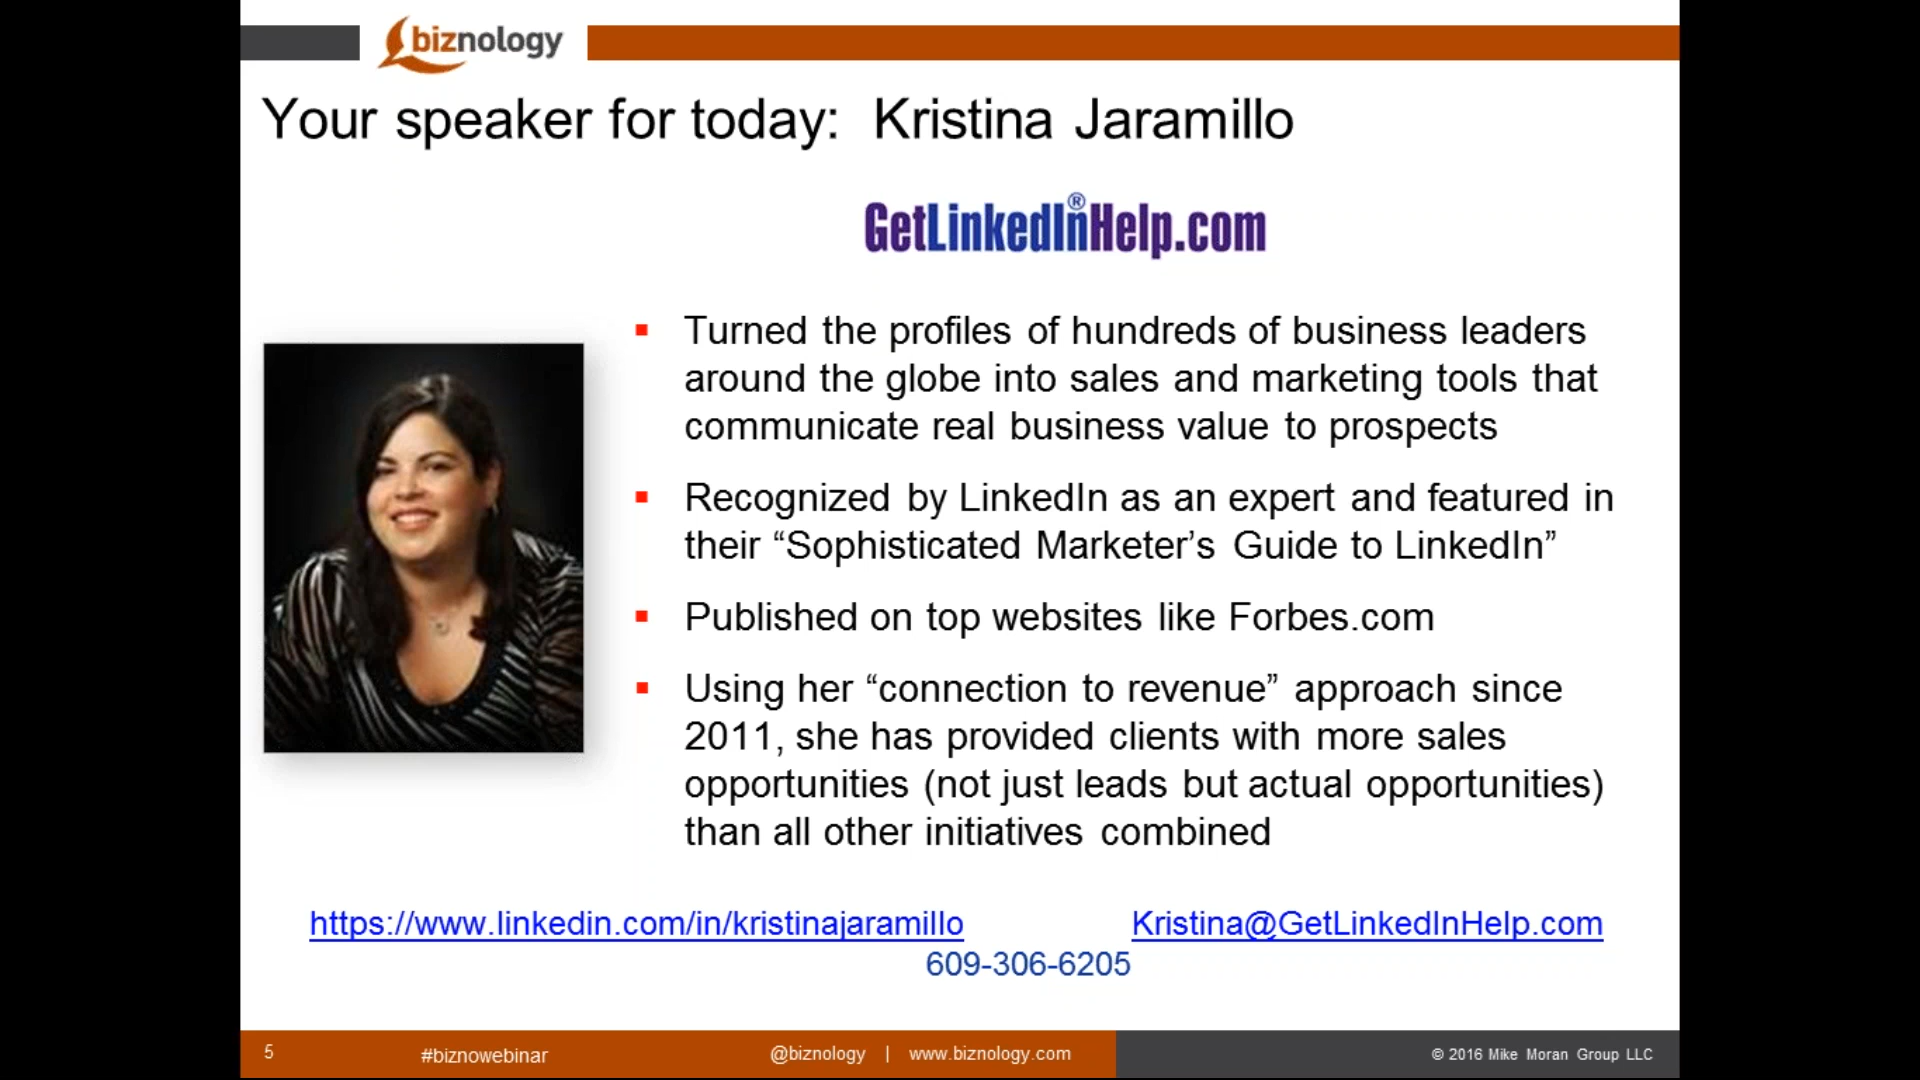 biznology
Your speaker for today: Kristina Jaramillo
GetLinkedInHelp.com
®
Turned the profiles of hundreds of business leaders
around the globe into sales and marketing tools that
communicate real business value to prospects
Recognized by LinkedIn as an expert and featured in
their “Sophisticated Marketer’s Guide to LinkedIn”
Published on top websites like Forbes.com
Using her “connection to revenue” approach since
2011, she has provided clients with more sales
opportunities (not just leads but actual opportunities)
than all other initiatives combined
https://www.linkedin.com/in/kristinajaramillo Kristina@GetLinkedInHelp.com
609-306-6205
5 #biznowebinar @biznology | www.biznology.com © 2016 Mike Moran Group LLC